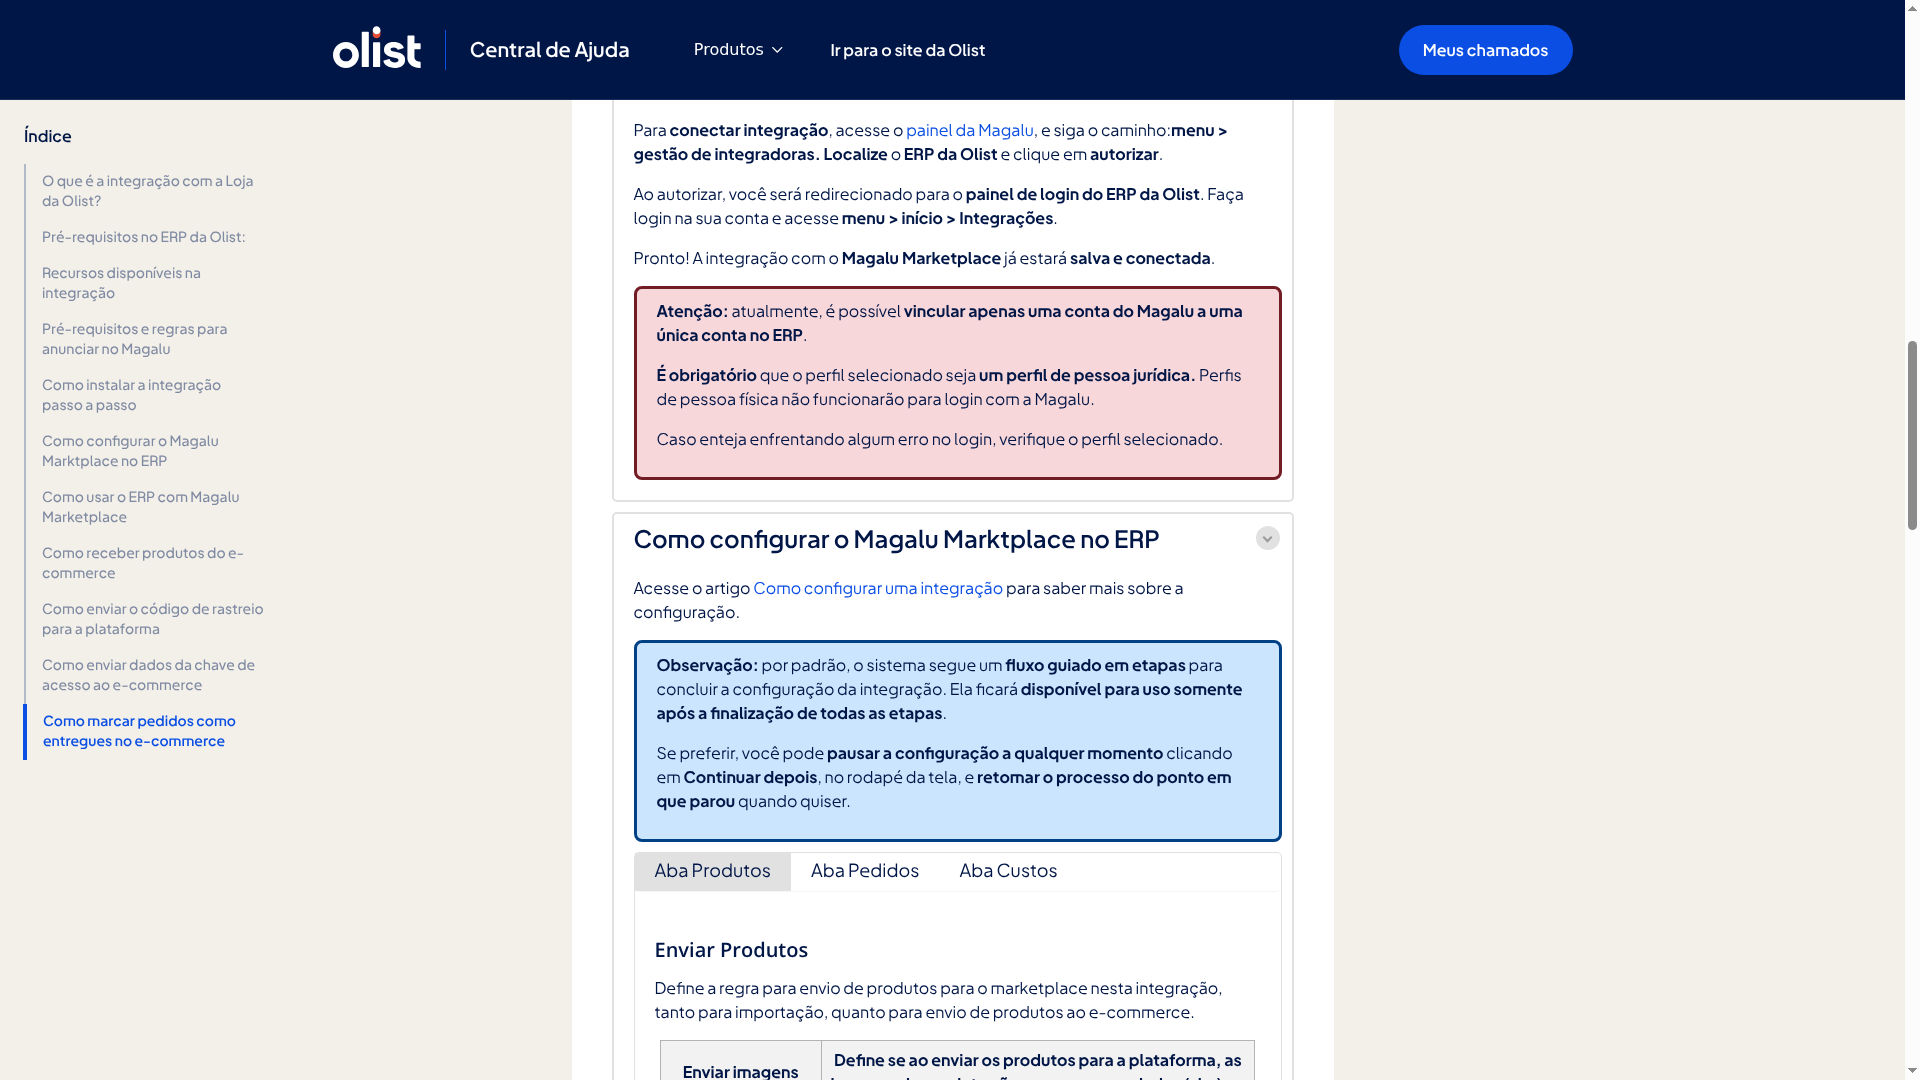 olist
Central de Ajuda
Produtos
Ir para o site da Olist
Meus chamados
Índice
O que é a integração com a Loja
da Olist?
Pré-requisitos no ERP da Olist:
Recursos disponíveis na
integração
Pré-requisitos e regras para
anunciar no Magalu
Como instalar a integração
passo a passo
Como configurar o Magalu
Marktplace no ERP
Como usar o ERP com Magalu
Marketplace
Como receber produtos do e-
commerce
Como enviar o código de rastreio
para a plataforma
Como enviar dados da chave de
acesso ao e-commerce
Como marcar pedidos como
entregues no e-commerce
Para conectar integração, acesse o painel da Magalu, e siga o caminho:menu >
gestão de integradoras. Localize o ERP da Olist e clique em autorizar.
Ao autorizar, você será redirecionado para o painel de login do ERP da Olist. Faça
login na sua conta e acesse menu > início > Integrações.
Pronto! A integração com o Magalu Marketplace já estará salva e conectada.
Atenção: atualmente, é possível vincular apenas uma conta do Magalu a uma
única conta no ERP.
É obrigatório que o perfil selecionado seja um perfil de pessoa jurídica. Perfis
de pessoa física não funcionarão para login com a Magalu.
Caso enteja enfrentando algum erro no login, verifique o perfil selecionado.
Como configurar o Magalu Marktplace no ERP
Acesse o artigo Como configurar uma integração para saber mais sobre a
configuração.
Observação: por padrão, o sistema segue um fluxo guiado em etapas para
concluir a configuração da integração. Ela ficará disponível para uso somente
após a finalização de todas as etapas.
Se preferir, você pode pausar a configuração a qualquer momento clicando
em Continuar depois, no rodapé da tela, e retomar o processo do ponto em
que parou quando quiser.
Aba Produtos
Aba Pedidos
Aba Custos
Enviar Produtos
Define a regra para envio de produtos para o marketplace nesta integração,
tanto para importação, quanto para envio de produtos ao e-commerce.
Enviar imagens
Define se ao enviar os produtos para a plataforma, as